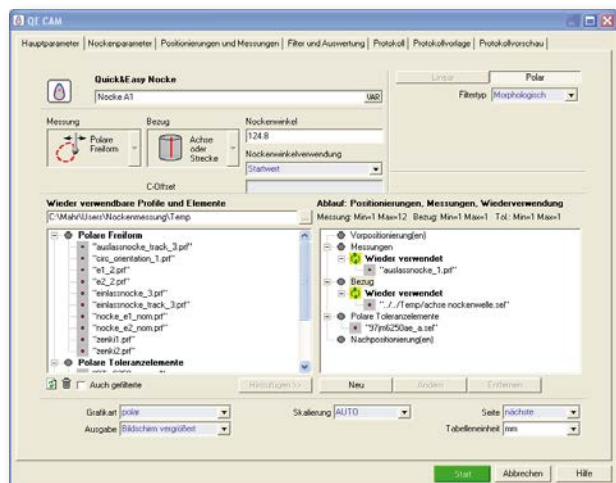 QE CAM
Hauptparameter Nockenparameter Positionierungen und Messungen Filter und Auswertung Protokoll Protokollvorlage Protokollvorschau
Quick&Easy Nocke
Nocke A1 VAR
Linear Polar
Filtertyp Morphologisch
Messung Bezug Nockenwinkel
Polare Freiform
Achse oder Strecke
124.8
Nockenwinkelverwendung
Startwert
C-Offset
Wieder verwendbare Profile und Elemente
C:\Mahr\Users\Nockenmessung\Temp ...
Polare Freiform
"auslassnocke_track_3.prf"
"circ_orientation_1.prf"
"e1_2.prf"
"e2_2.prf"
"einlassnocke_3.prf"
"einlassnocke_track_3.prf"
"nocke_e1_nom.prf"
"nocke_e2_nom.prf"
"zenki1.prf"
"zenki2.prf"
Polare Toleranzelemente
Auch gefilterte
Hinzufügen >>
Ablauf: Positionierungen, Messungen, Wiederverwendung
Messung: Min=1 Max=12 Bezug: Min=1 Max=1 Tol.: Min=1 Max=1
Vorpositionierung(en)
Messungen
Wieder verwendet
"auslassnocke_1.prf"
Bezug
Wieder verwendet
"../../Temp/achse nockenwelle.sel"
Polare Toleranzelemente
"97jm6250ae_a.sel"
Nachpositionierung(en)
Neu Ändern Entfernen
Grafikart polar Skalierung AUTO Seite nächste
Ausgabe Bildschirm vergrößert Tabelleneinheit mm
Start Abbrechen Hilfe